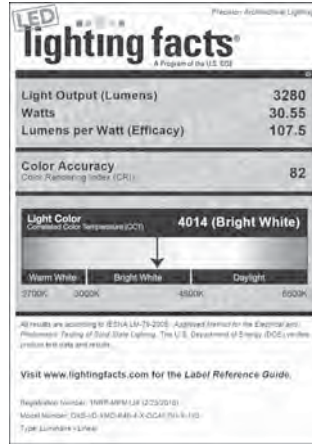 Precision Architectural Lighting
LED
lighting facts®
A Program of the U.S. DOE
Light Output (Lumens) 3280
Watts 30.55
Lumens per Watt (Efficacy) 107.5
Color Accuracy
Color Rendering Index (CRI) 82
Light Color
Correlated Color Temperature (CCT) 4014 (Bright White)
Warm White Bright White Daylight
2700K 3000K 4500K 6500K
All results are according to IESNA LM-79-2008: Approved Method for the Electrical and
Photometric Testing of Solid-State Lighting. The U.S. Department of Energy (DOE) verifies
product test data and results.
Visit www.lightingfacts.com for the Label Reference Guide.
Registration Number:
Model Number:
Type: Luminaire - Linear